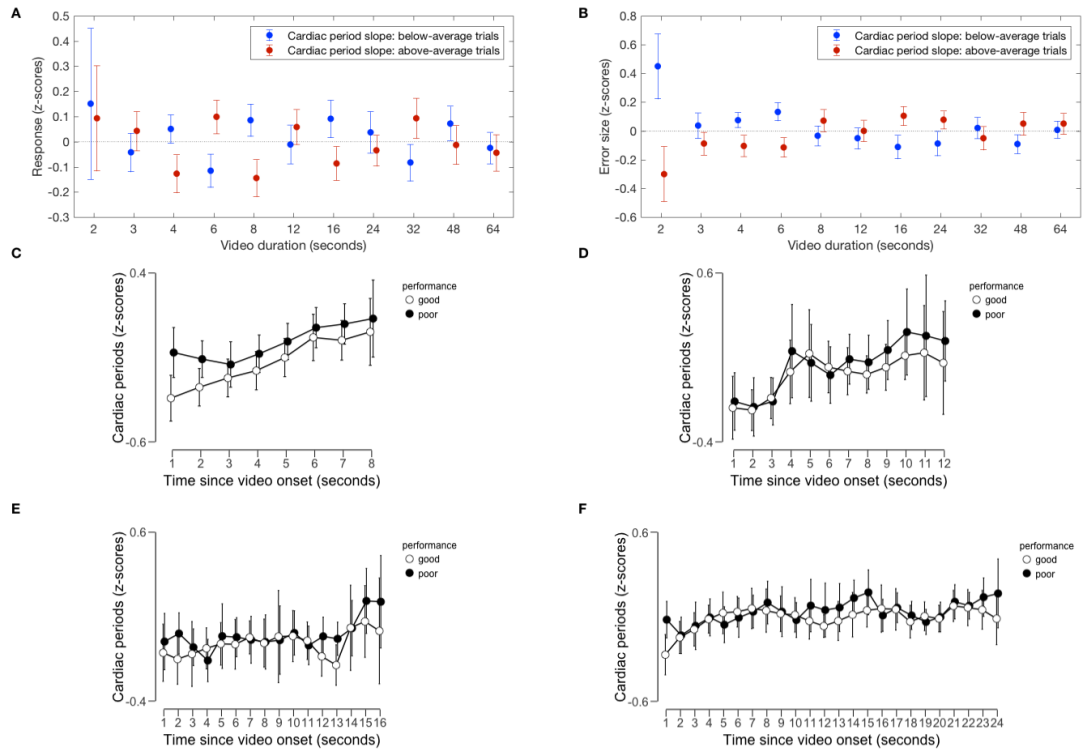 A
Response (z-scores)
0.5
0.4
0.3
0.2
0.1
0
-0.1
-0.2
-0.3
Cardiac period slope: below-average trials
Cardiac period slope: above-average trials
2 3 4 6 8 12 16 24 32 48 64
Video duration (seconds)
B
Error size (z-scores)
0.8
0.6
0.4
0.2
0
-0.2
-0.4
-0.6
Cardiac period slope: below-average trials
Cardiac period slope: above-average trials
2 3 4 6 8 12 16 24 32 48 64
Video duration (seconds)
C
Cardiac periods (z-scores)
0.4
-0.6
performance
good
poor
1 2 3 4 5 6 7 8
Time since video onset (seconds)
D
Cardiac periods (z-scores)
0.6
-0.4
performance
good
poor
1 2 3 4 5 6 7 8 9 10 11 12
Time since video onset (seconds)
E
Cardiac periods (z-scores)
0.6
-0.4
performance
good
poor
1 2 3 4 5 6 7 8 9 10 11 12 13 14 15 16
Time since video onset (seconds)
F
Cardiac periods (z-scores)
0.6
-0.4
performance
good
poor
1 2 3 4 5 6 7 8 9 10 11 12 13 14 15 16 17 18 19 20 21 22 23 24
Time since video onset (seconds)